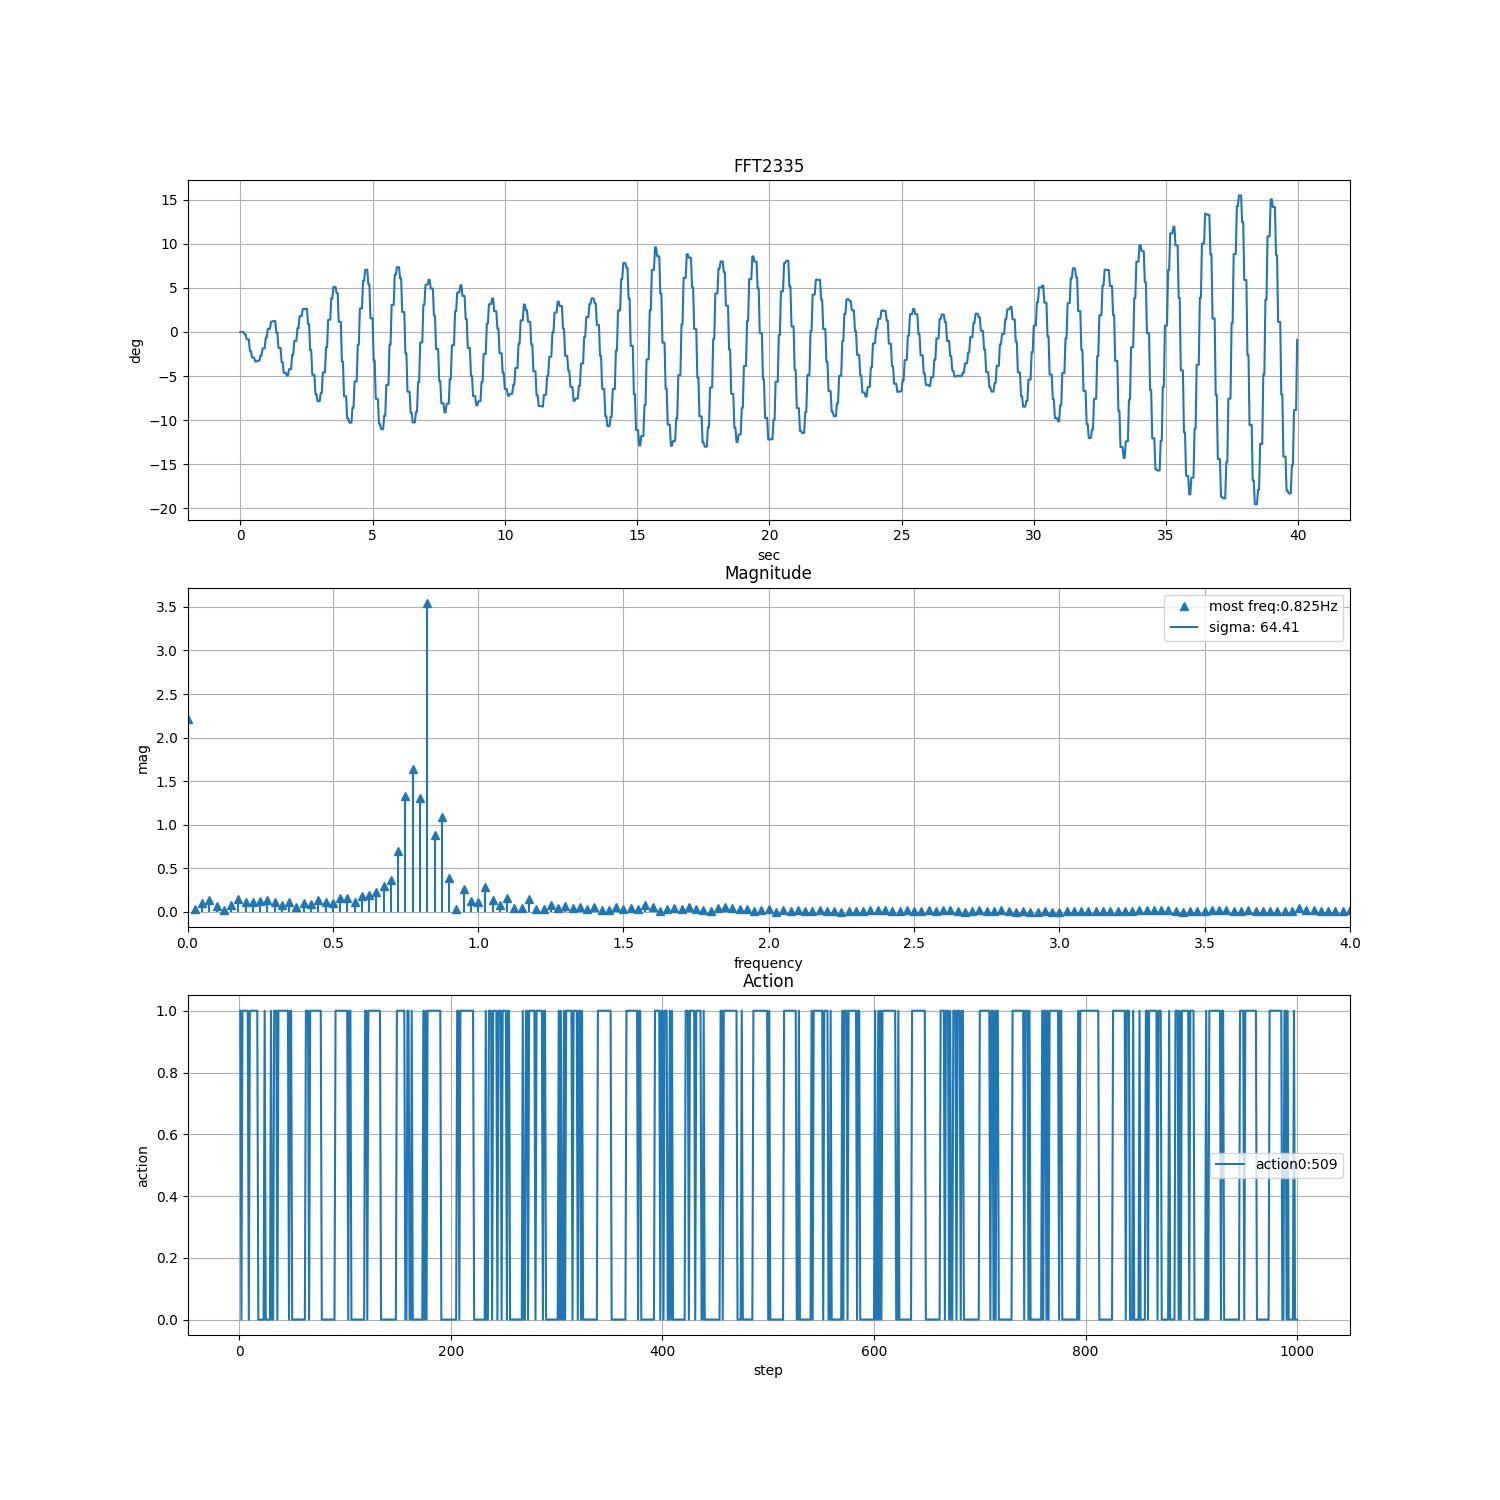 FFT2335
15
10
5
0
−5
−10
−15
−20
deg
0 5 10 15 20 25 30 35 40
sec
Magnitude
3.5
3.0
2.5
2.0
1.5
1.0
0.5
0.0
mag
most freq:0.825Hz
sigma: 64.41
0.0 0.5 1.0 1.5 2.0 2.5 3.0 3.5 4.0
frequency
Action
1.0
0.8
0.6
0.4
0.2
0.0
action
action0:509
0 200 400 600 800 1000
step